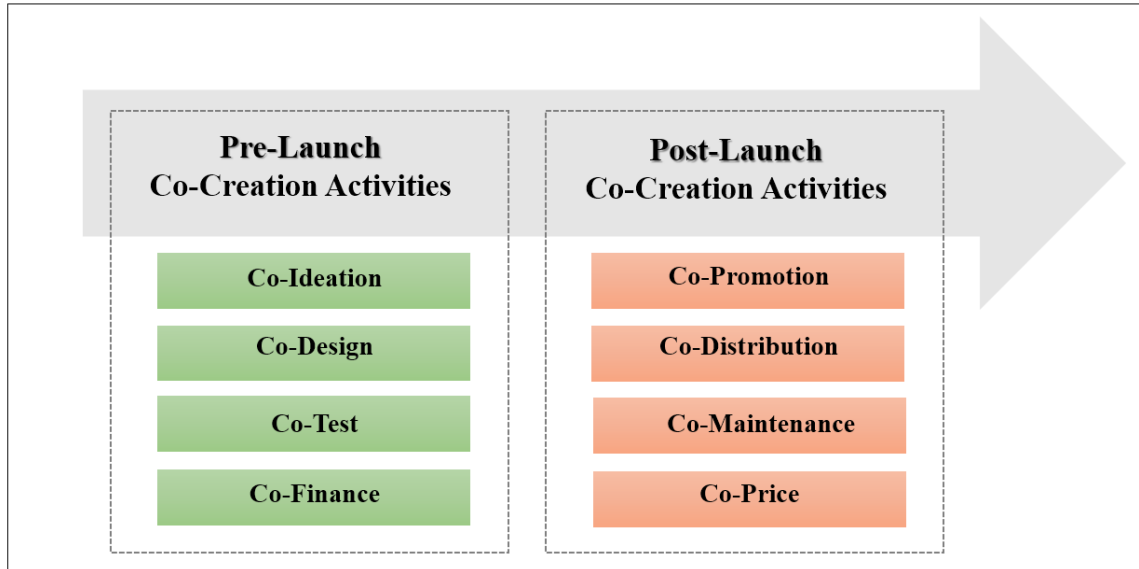 Pre-Launch
Co-Creation Activities
Co-Ideation
Co-Design
Co-Test
Co-Finance
Post-Launch
Co-Creation Activities
Co-Promotion
Co-Distribution
Co-Maintenance
Co-Price